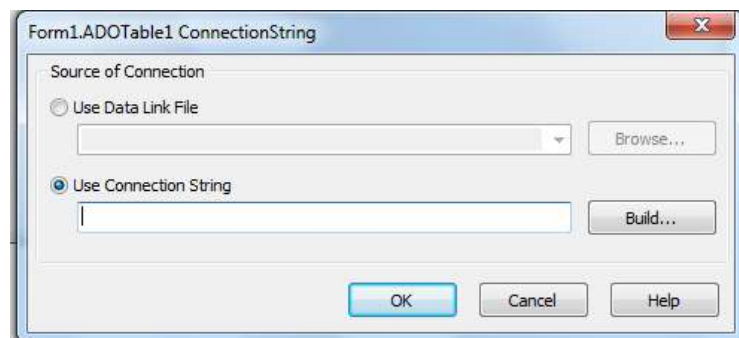 Form1.ADOTable1 ConnectionString
Source of Connection
Use Data Link File
Browse...
Use Connection String
Build...
OK Cancel Help